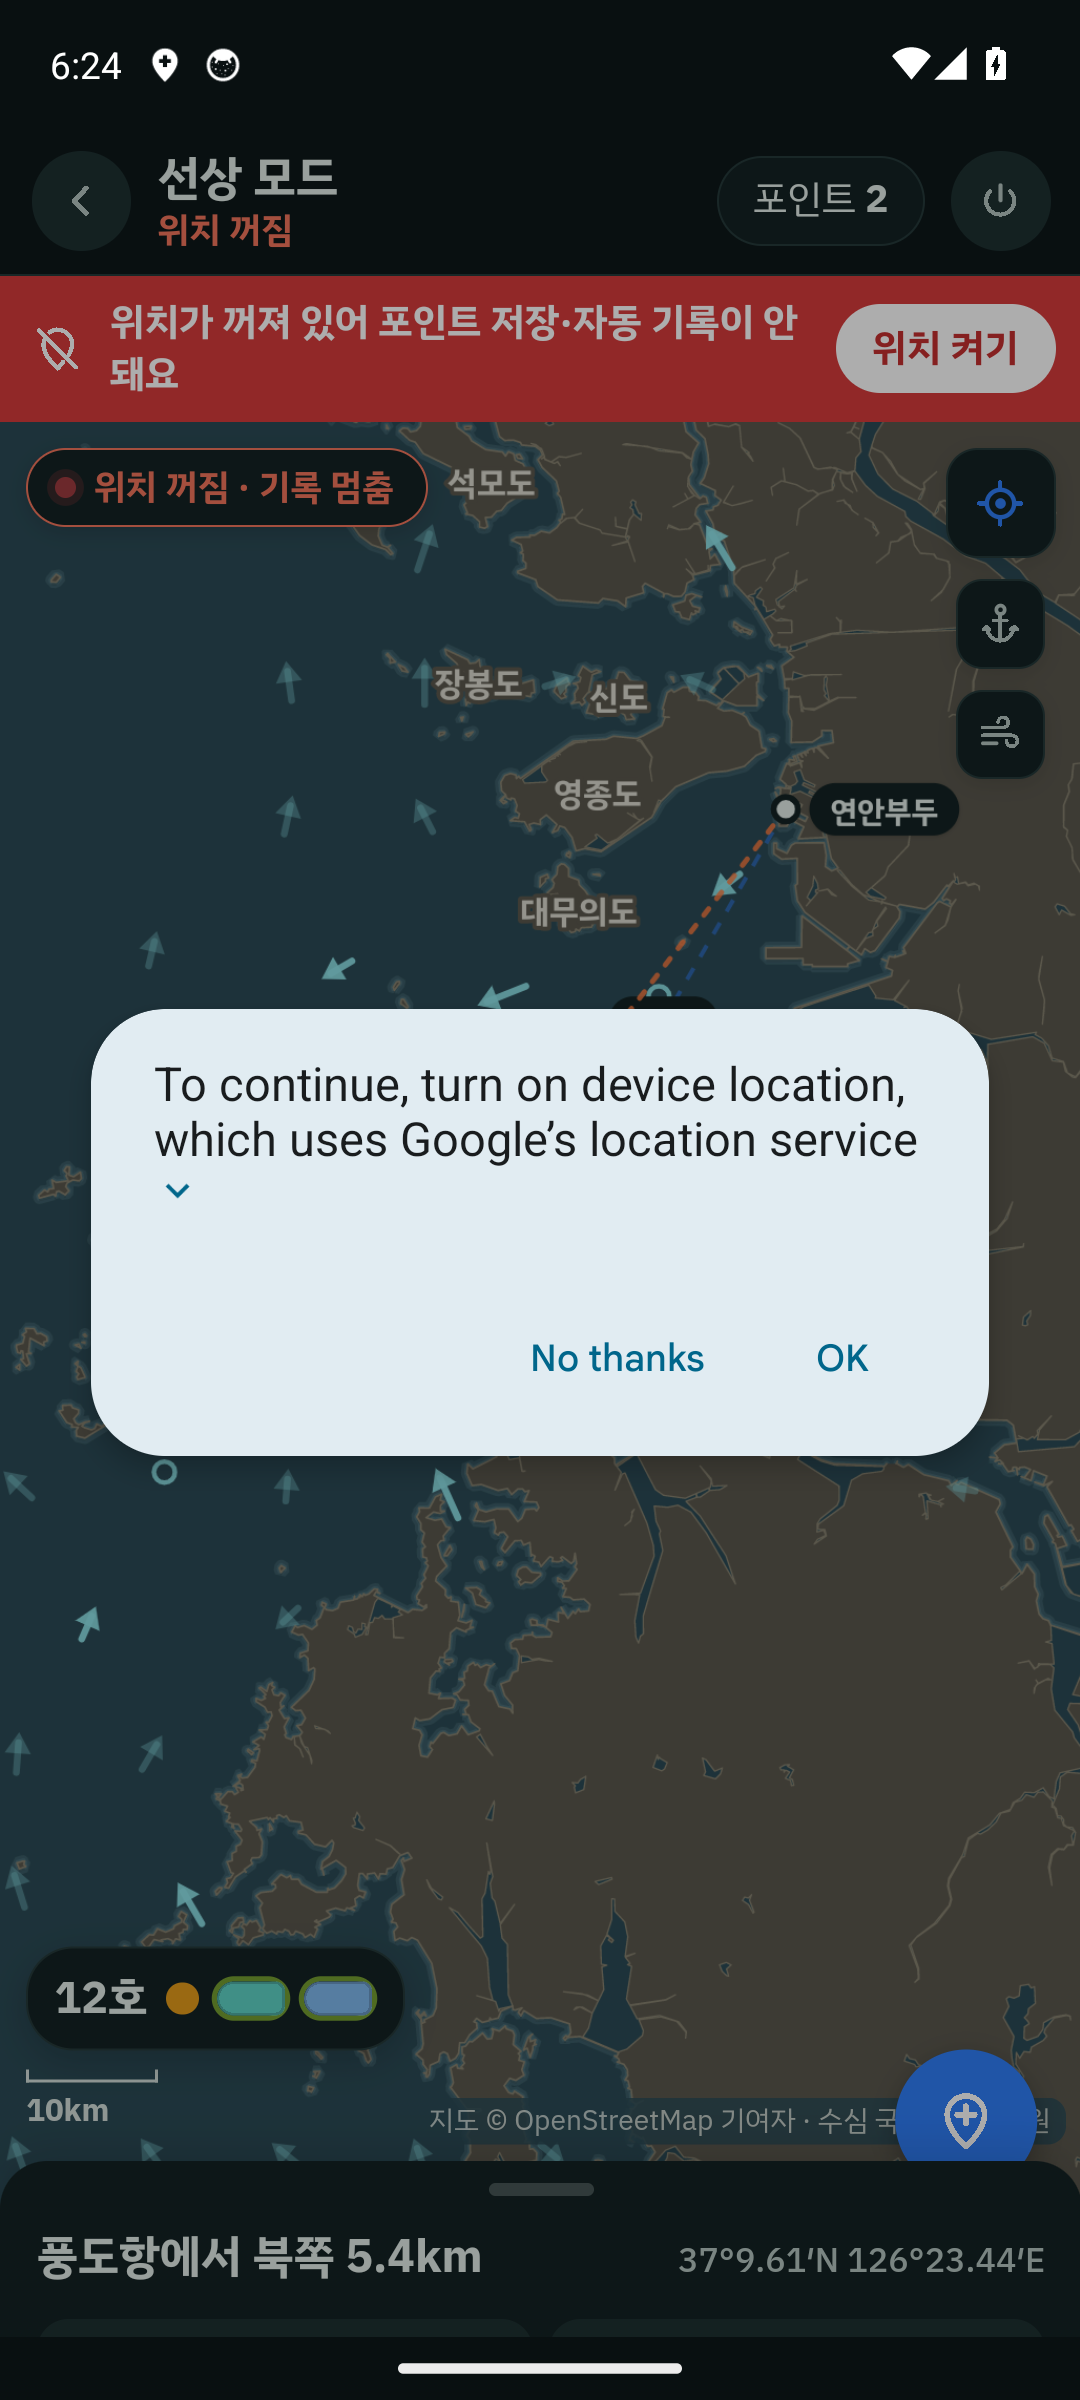 6:24
선상 모드
위치 꺼짐
포인트 2
위치가 꺼져 있어 포인트 저장·자동 기록이 안
돼요
위치 켜기
위치 꺼짐 · 기록 멈춤
석모도
장봉도
신도
영종도
연안부두
대무의도
To continue, turn on device location,
which uses Google's location service
No thanks
OK
12호
10km
지도 © OpenStreetMap 기여자 · 수심 국
원
풍도항에서 북쪽 5.4km
37°9.61′N 126°23.44′E